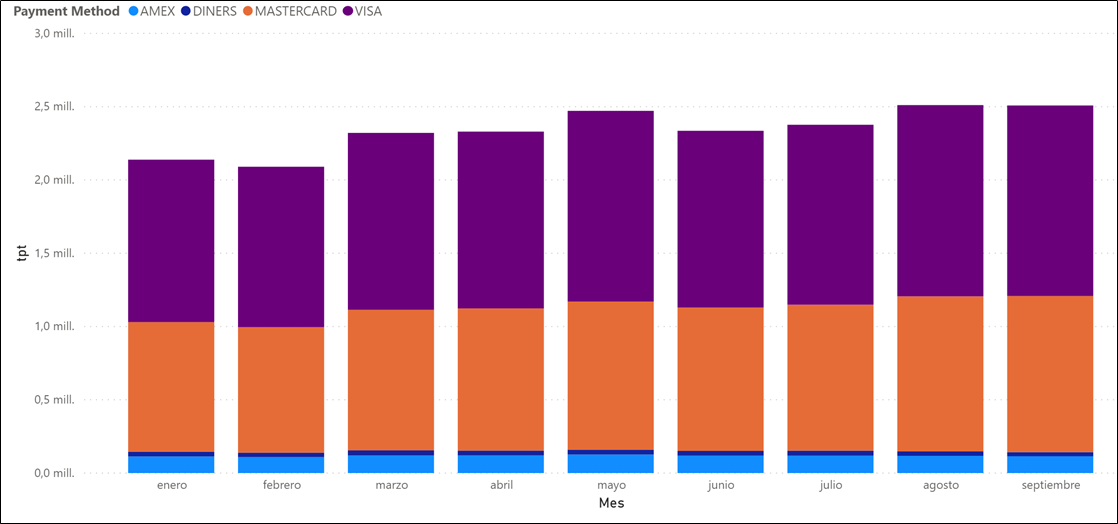 Payment Method AMEX DINERS MASTERCARD VISA
3,0 mill.
2,5 mill.
2,0 mill.
1,5 mill.
1,0 mill.
0,5 mill.
0,0 mill.
tpt
enero febrero marzo abril mayo junio julio agosto septiembre
Mes